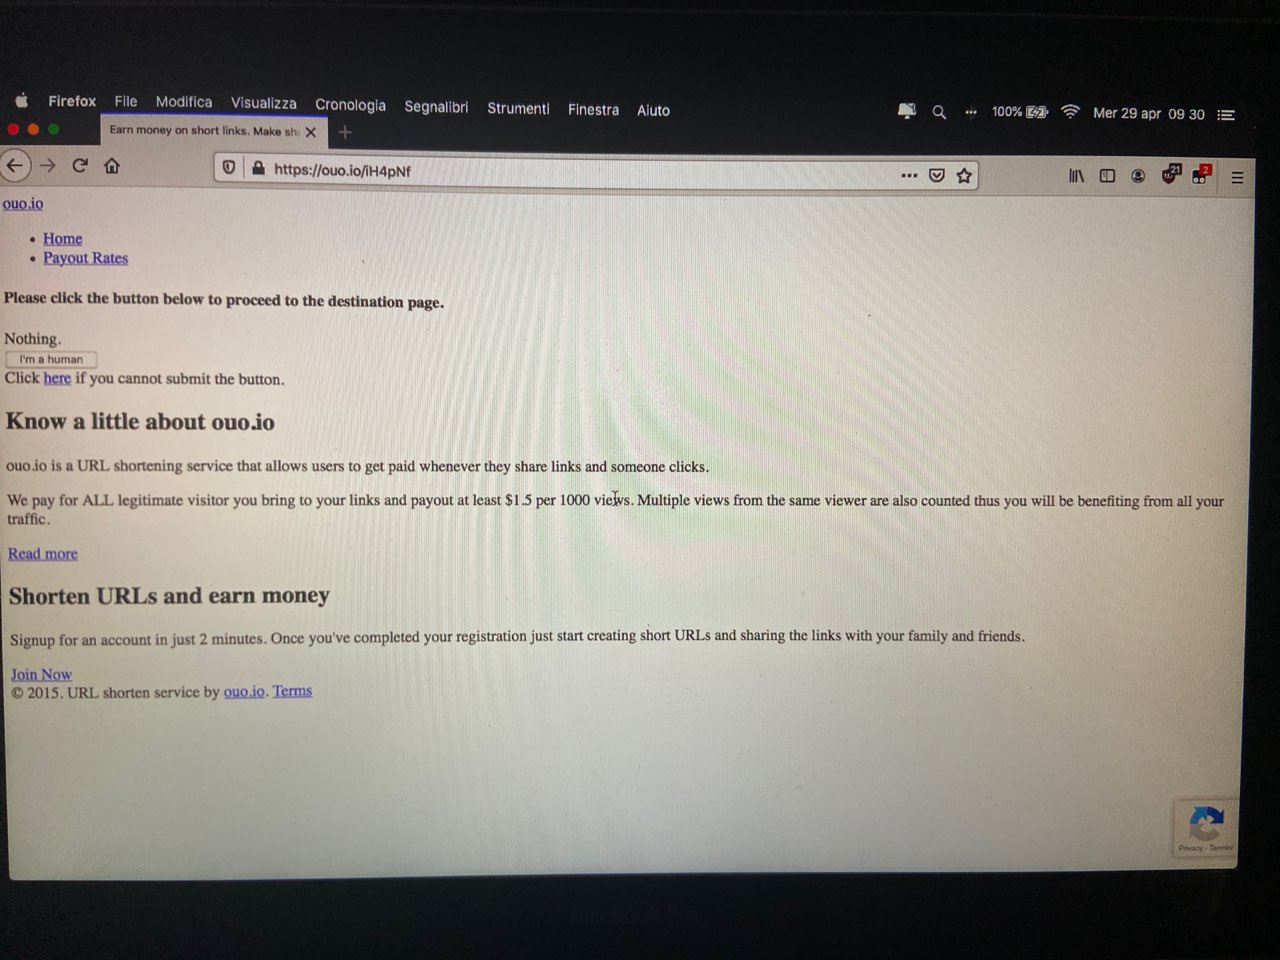 Firefox File Modifica Visualizza Cronologia Segnalibri Strumenti Finestra Aiuto 100% Mer 29 apr 09 30
Earn money on short links. Make sh
https://ouo.io/iH4pNf
21
2
ouo.io
Home
Payout Rates
Please click the button below to proceed to the destination page.
Nothing.
I'm a human
Click here if you cannot submit the button.
Know a little about ouo.io
ouo.io is a URL shortening service that allows users to get paid whenever they share links and someone clicks.
We pay for ALL legitimate visitor you bring to your links and payout at least $1.5 per 1000 views. Multiple views from the same viewer are also counted thus you will be benefiting from all your
traffic.
Read more
Shorten URLs and earn money
Signup for an account in just 2 minutes. Once you've completed your registration just start creating short URLs and sharing the links with your family and friends.
Join Now
© 2015. URL shorten service by ouo.io. Terms
Privacy - Termini